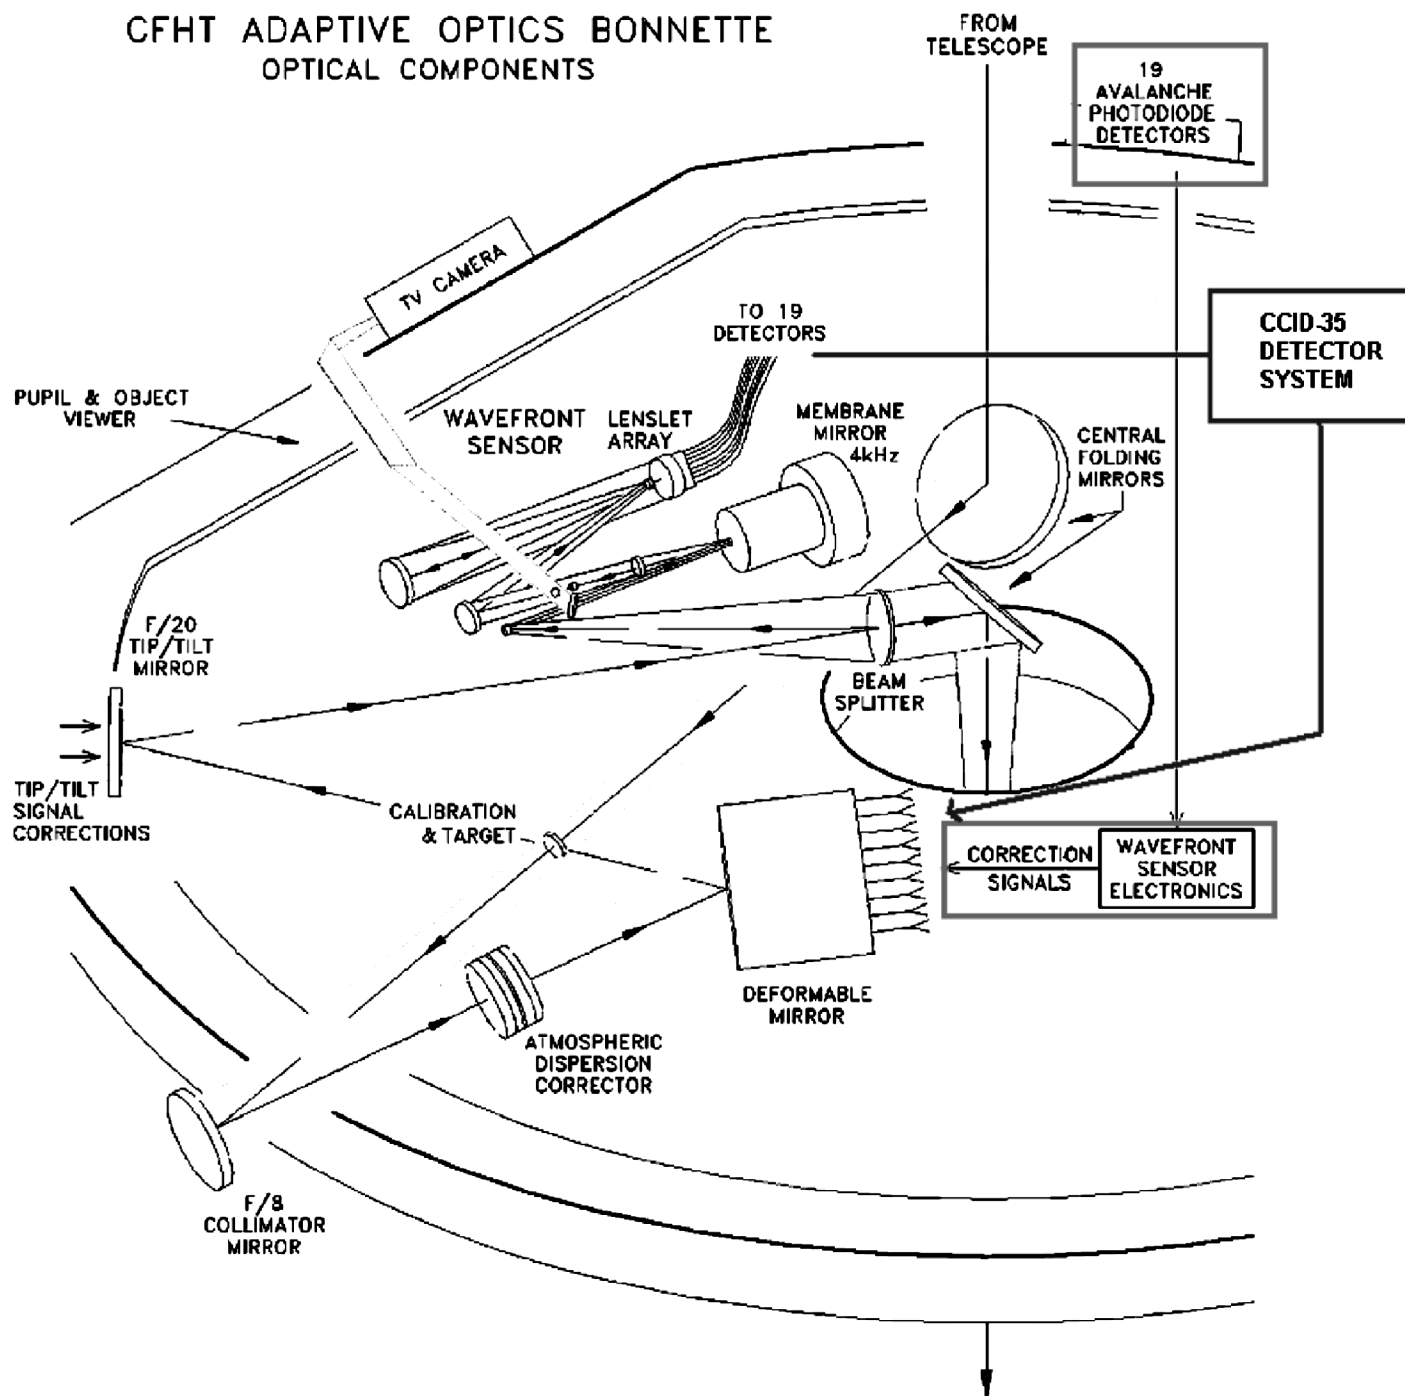 CFHT ADAPTIVE OPTICS BONNETTE
OPTICAL COMPONENTS
FROM
TELESCOPE
19
AVALANCHE
PHOTODIODE
DETECTORS
TV CAMERA
TO 19
DETECTORS
CCID-35
DETECTOR
SYSTEM
PUPIL & OBJECT
VIEWER
WAVEFRONT
SENSOR
LENSLET
ARRAY
MEMBRANE
MIRROR
4kHz
CENTRAL
FOLDING
MIRRORS
F/20
TIP/TILT
MIRROR
BEAM
SPLITTER
TIP/TILT
SIGNAL
CORRECTIONS
CALIBRATION
& TARGET
CORRECTION
SIGNALS
WAVEFRONT
SENSOR
ELECTRONICS
DEFORMABLE
MIRROR
ATMOSPHERIC
DISPERSION
CORRECTOR
F/8
COLLIMATOR
MIRROR